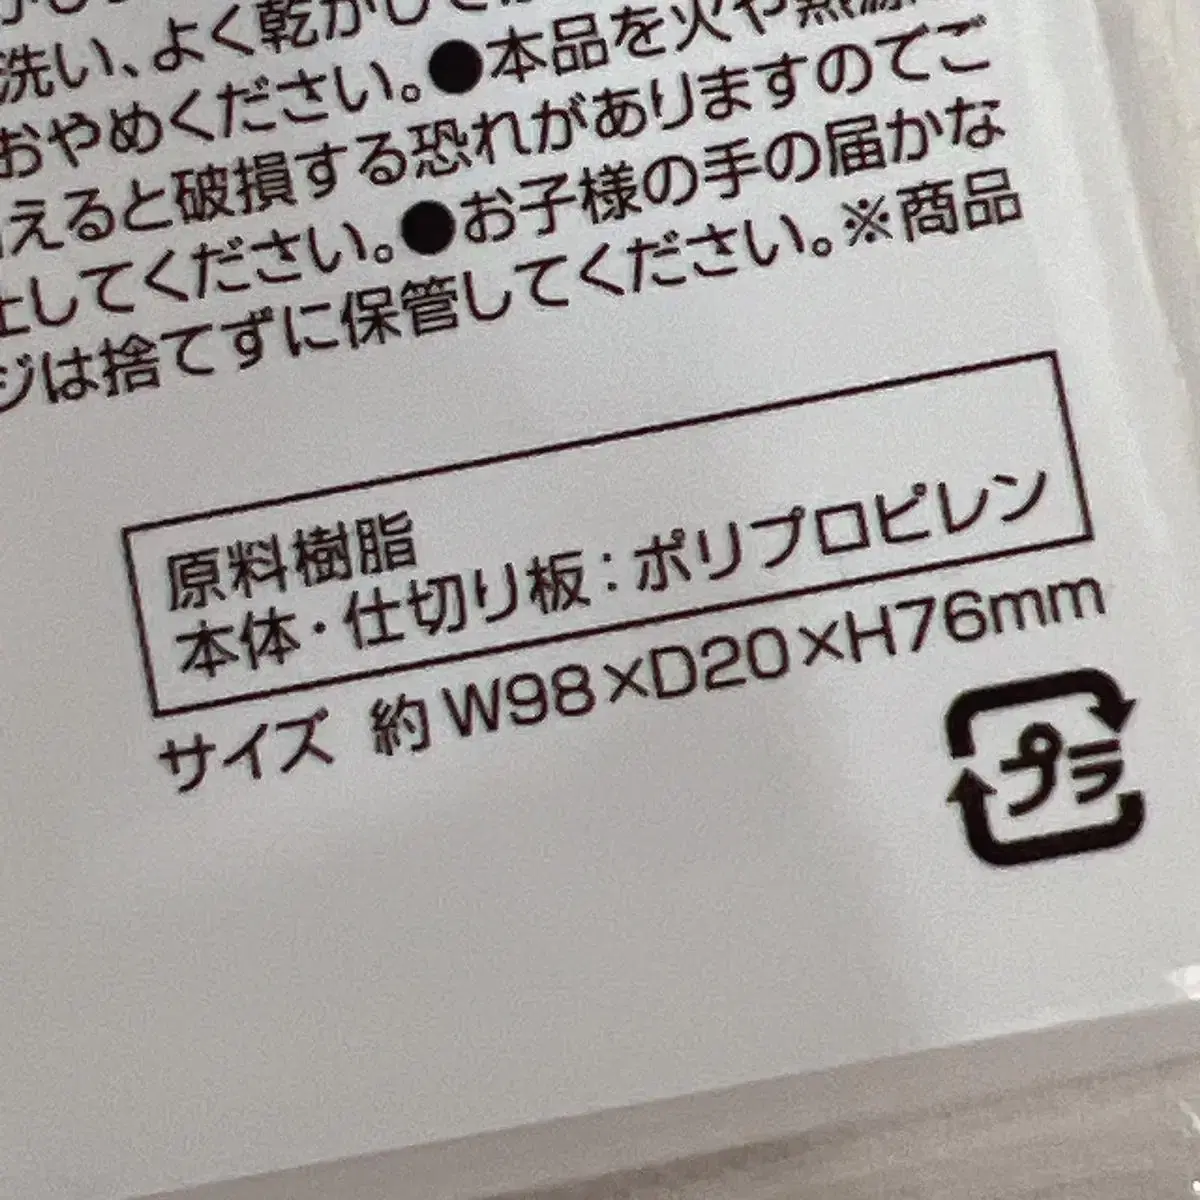 洗い、よく乾かして
おやめください。●本品を火や熱源
えると破損する恐れがありますのでご
してください。●お子様の手の届かな
ジは捨てずに保管してください。※商品
原料樹脂
本体・仕切り板：ポリプロピレン
サイズ 約W98×D20×H76mm
プラ